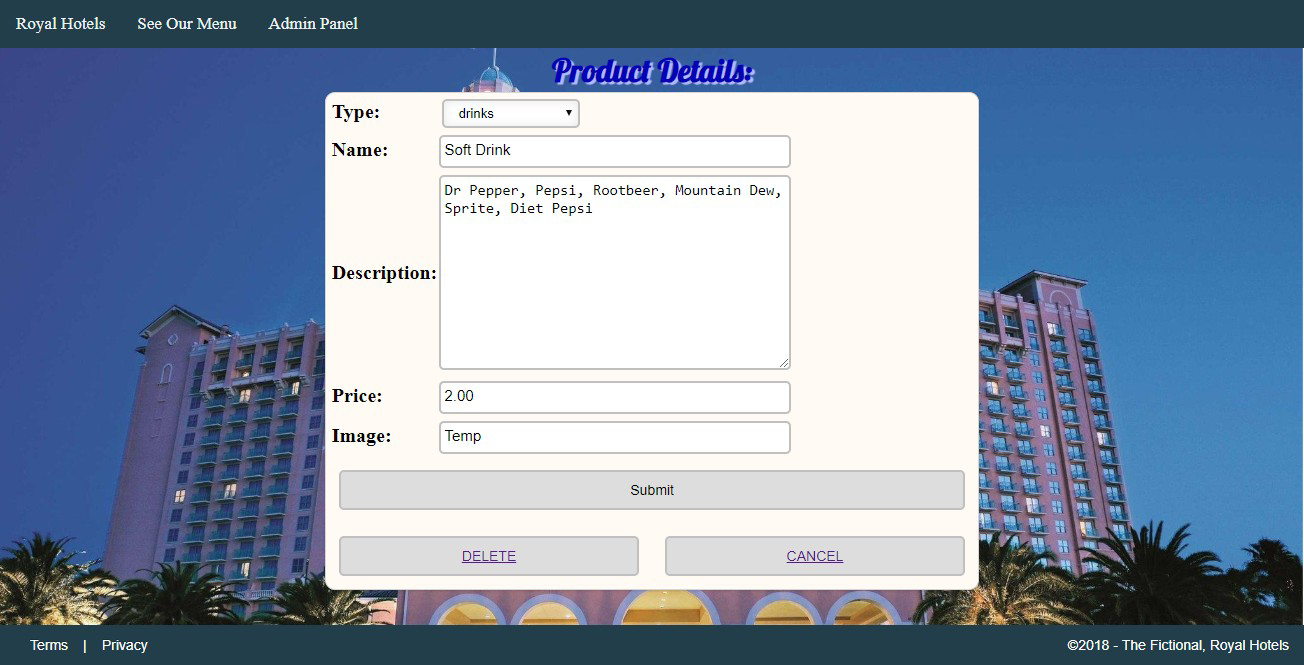 Royal Hotels See Our Menu Admin Panel
Product Details:
Type: drinks
Name: Soft Drink
Dr Pepper, Pepsi, Rootbeer, Mountain Dew,
Sprite, Diet Pepsi
Description:
Price: 2.00
Image: Temp
Submit
DELETE CANCEL
Terms | Privacy ©2018 - The Fictional, Royal Hotels